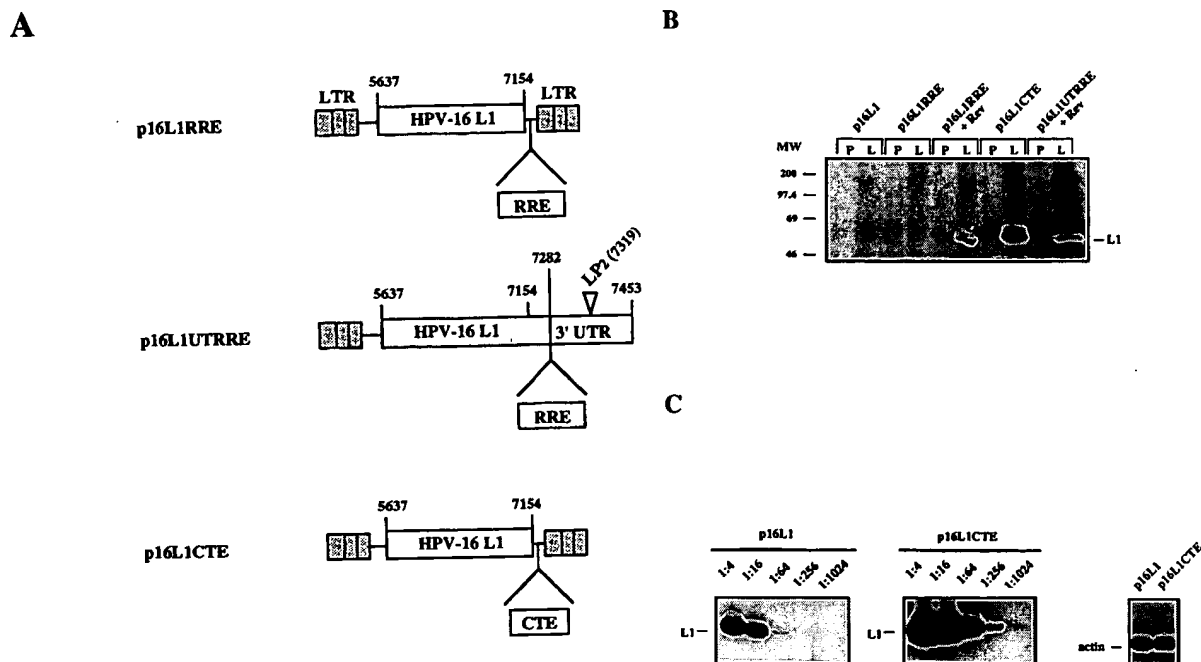 A
p16L1RRE
5637
7154
LTR
LTR
HPV-16 L1
RRE
p16L1UTRRE
5637
7154
7282
LP2 (7319)
7453
HPV-16 L1
3' UTR
RRE
p16L1CTE
5637
7154
HPV-16 L1
CTE
B
p16L1
p16L1RRE
p16L1RRE
+ Rev
p16L1CTE
p16L1UTRRE
+ Rev
MW
P L P L P L P L P L
200
97.4
69
46
L1
C
p16L1
1:4 1:16 1:64 1:256 1:1024
L1
p16L1CTE
1:4 1:16 1:64 1:256 1:1024
L1
p16L1
p16L1CTE
actin